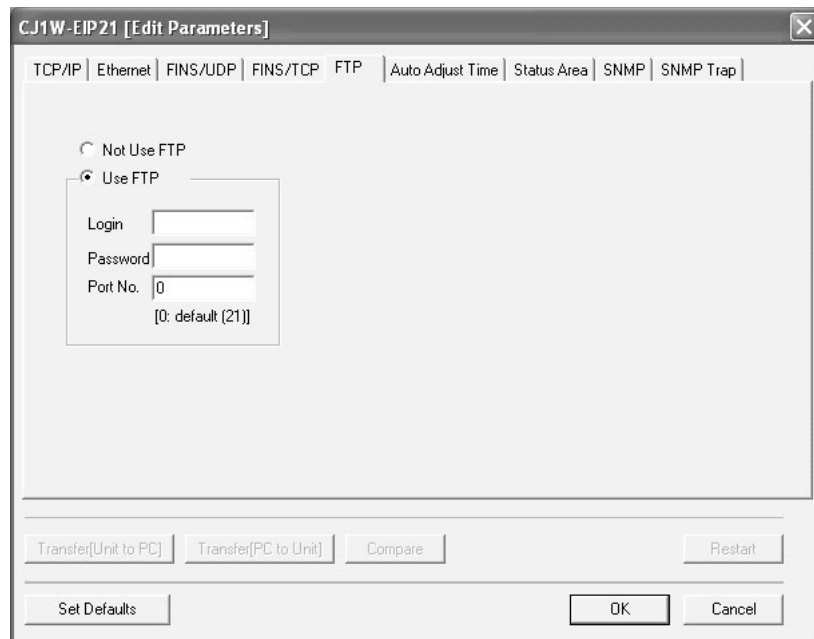 CJ1W-EIP21 [Edit Parameters]
TCP/IP Ethernet FINS/UDP FINS/TCP FTP Auto Adjust Time Status Area SNMP SNMP Trap
Not Use FTP
Use FTP
Login
Password
Port No. 0
[0: default (21)]
Transfer[Unit to PC] Transfer[PC to Unit] Compare Restart
Set Defaults OK Cancel